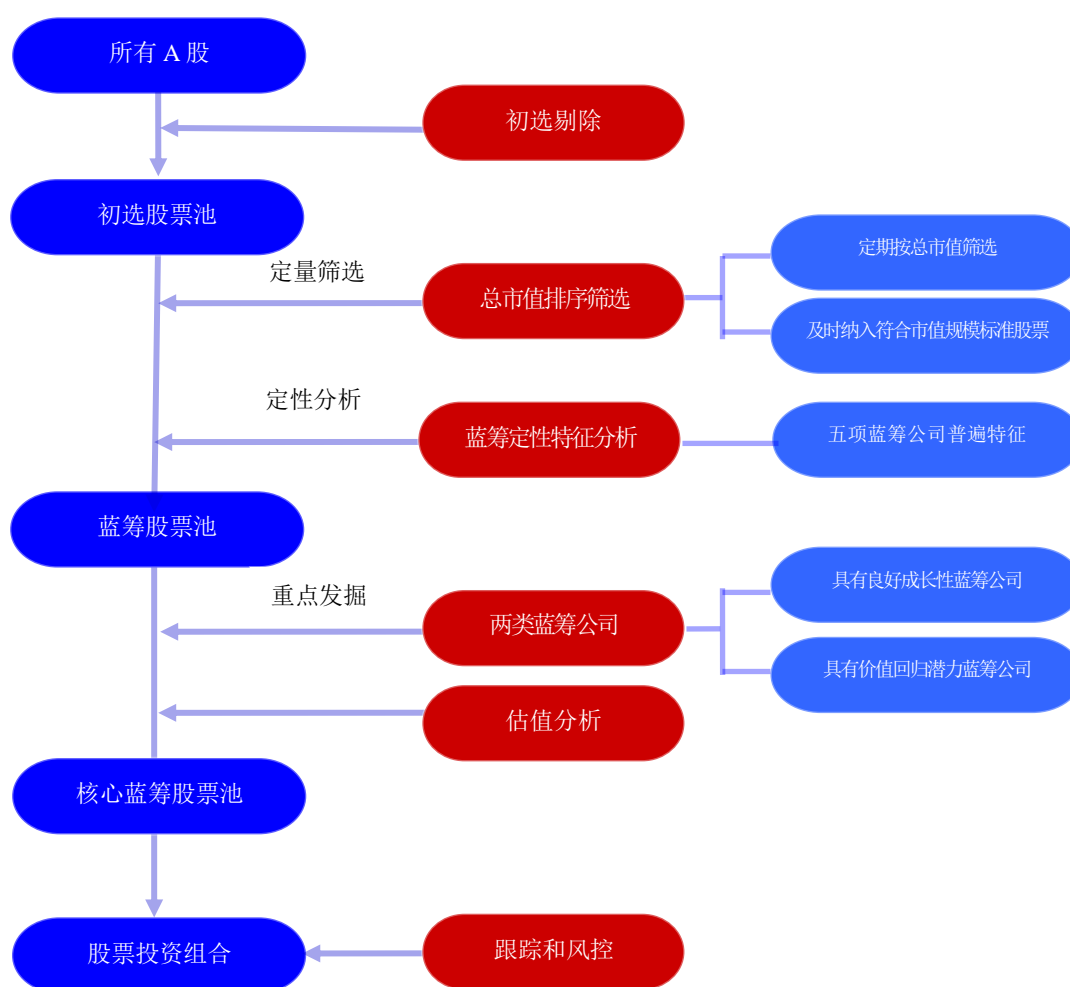 所有 A 股
初选剔除
初选股票池
定期按总市值筛选
定量筛选
总市值排序筛选
及时纳入符合市值规模标准股票
定性分析
蓝筹定性特征分析
五项蓝筹公司普遍特征
蓝筹股票池
具有良好成长性蓝筹公司
重点发掘
两类蓝筹公司
具有价值回归潜力蓝筹公司
估值分析
核心蓝筹股票池
股票投资组合
跟踪和风控